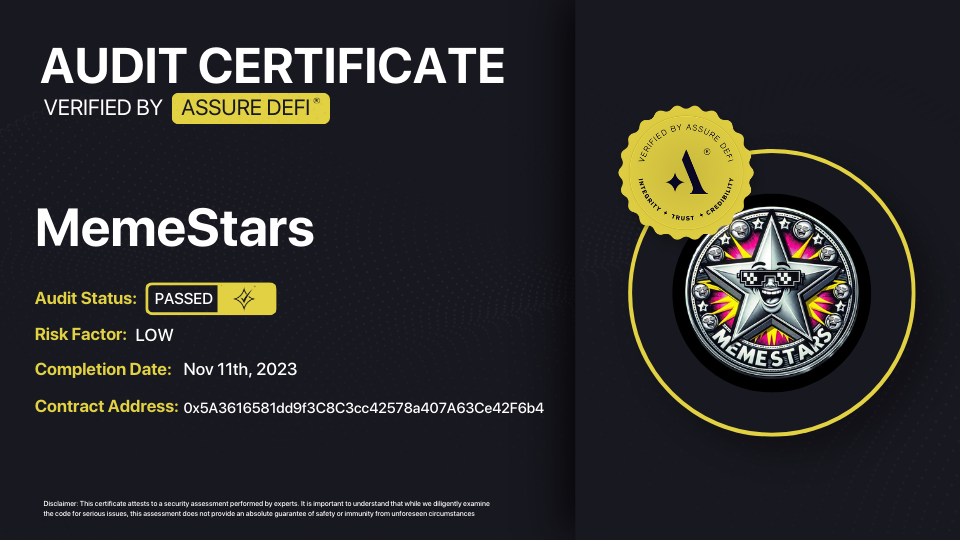 AUDIT CERTIFICATE
VERIFIED BY ASSURE DEFI ®
MemeStars
Audit Status: PASSED
Risk Factor: LOW
Completion Date: Nov 11th, 2023
Contract Address: 0x5A3616581dd9f3C8C3cc42578a407A63Ce42F6b4
Disclaimer: This certificate attests to a security assessment performed by experts. It is important to understand that while we diligently examine
the code for serious issues, this assessment does not provide an absolute guarantee of safety or immunity from unforeseen circumstances
VERIFIED BY ASSURE DEFI
®
INTEGRITY ✦ TRUST ✦ CREDIBILITY
MEMESTARS